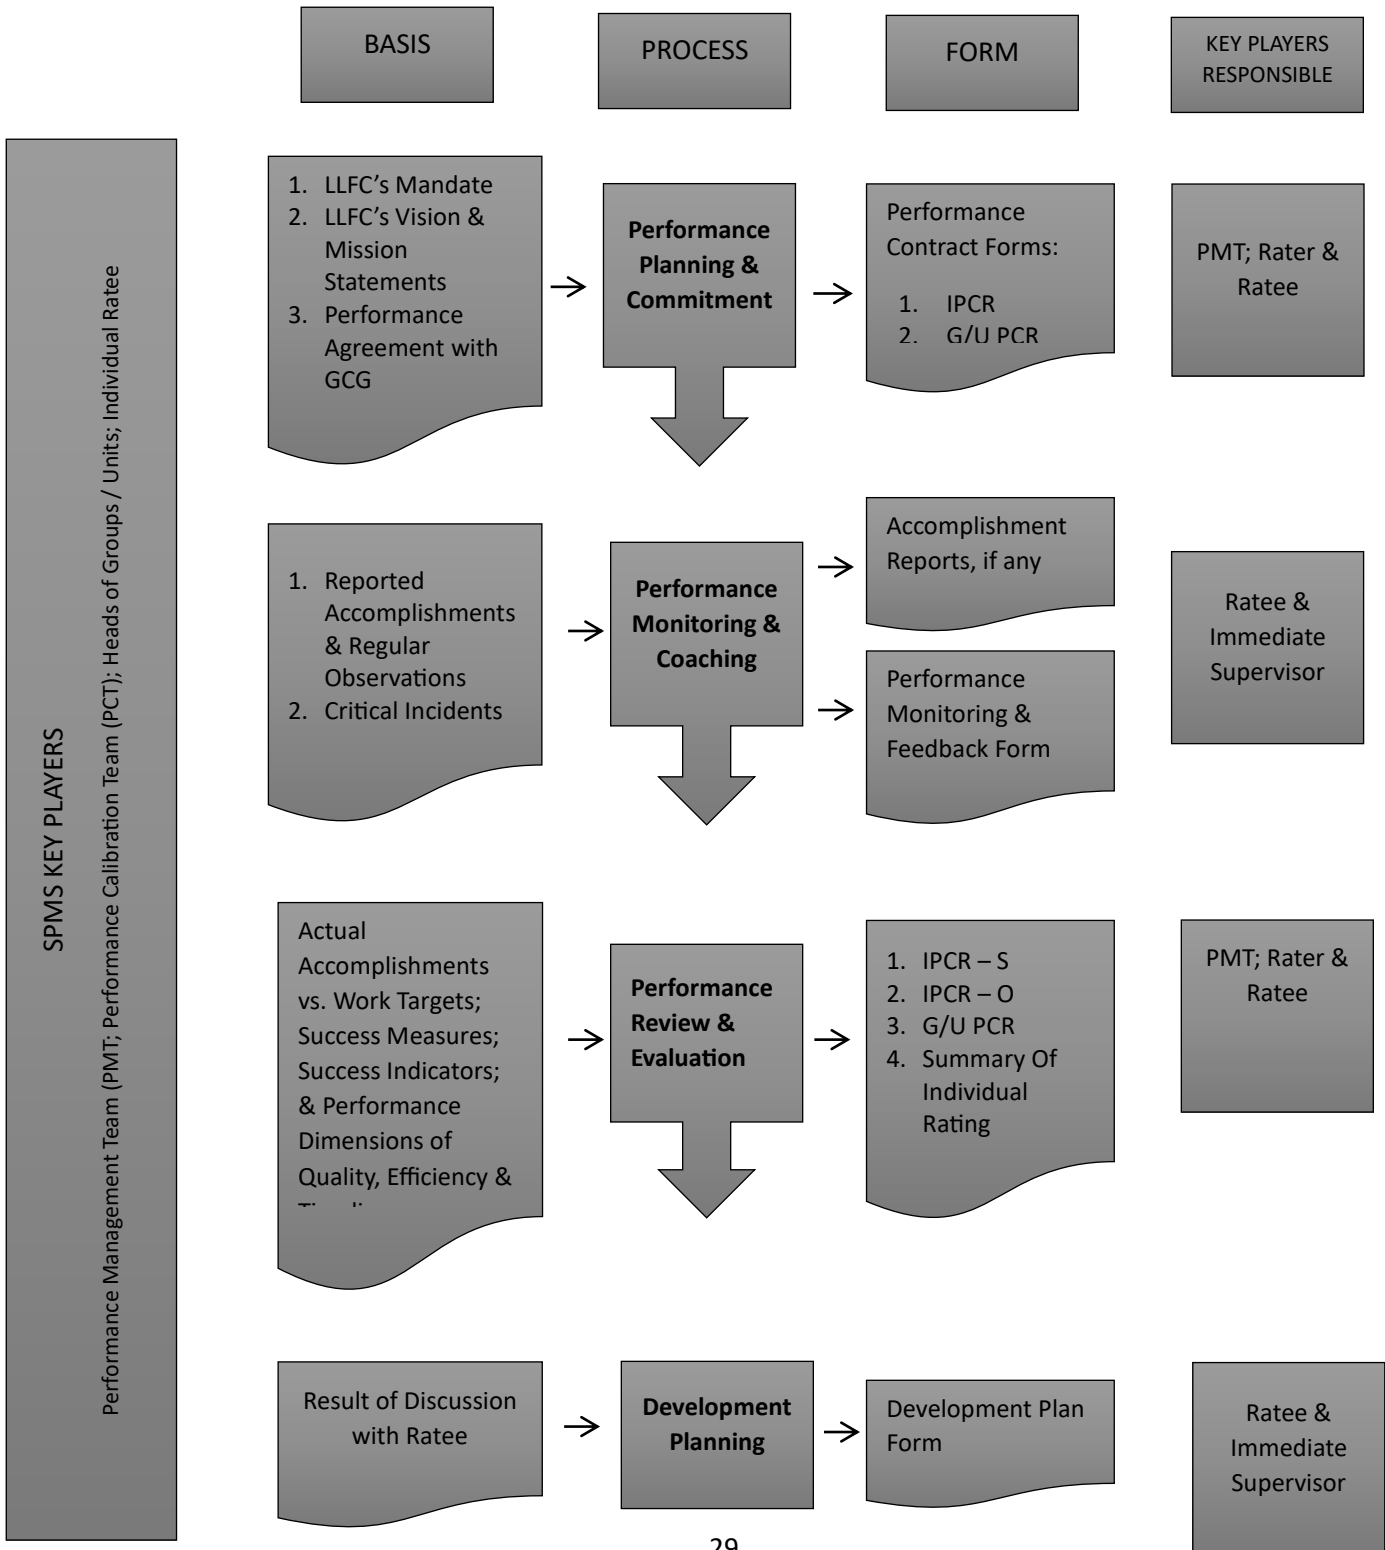 BASIS
PROCESS
FORM
KEY PLAYERS
RESPONSIBLE
SPMS KEY PLAYERS
Performance Management Team (PMT; Performance Calibration Team (PCT); Heads of Groups / Units; Individual Ratee
1. LLFC’s Mandate
2. LLFC’s Vision &
Mission
Statements
3. Performance
Agreement with
GCG
Performance
Planning &
Commitment
Performance
Contract Forms:
1. IPCR
2. G/U PCR
PMT; Rater &
Ratee
1. Reported
Accomplishments
& Regular
Observations
2. Critical Incidents
Performance
Monitoring &
Coaching
Accomplishment
Reports, if any
Performance
Monitoring &
Feedback Form
Ratee &
Immediate
Supervisor
Actual
Accomplishments
vs. Work Targets;
Success Measures;
Success Indicators;
& Performance
Dimensions of
Quality, Efficiency &
Performance
Review &
Evaluation
1. IPCR – S
2. IPCR – O
3. G/U PCR
4. Summary Of
Individual
Rating
PMT; Rater &
Ratee
Result of Discussion
with Ratee
Development
Planning
Development Plan
Form
Ratee &
Immediate
Supervisor
29